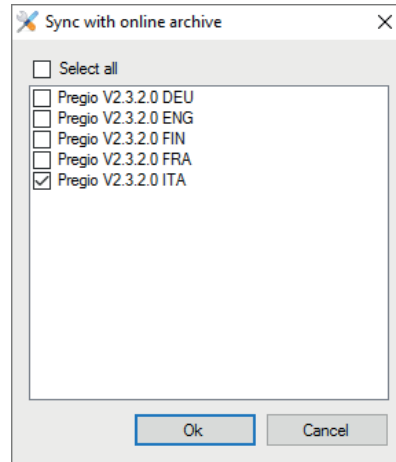 Sync with online archive
Select all
Pregio V2.3.2.0 DEU
Pregio V2.3.2.0 ENG
Pregio V2.3.2.0 FIN
Pregio V2.3.2.0 FRA
Pregio V2.3.2.0 ITA
Ok Cancel